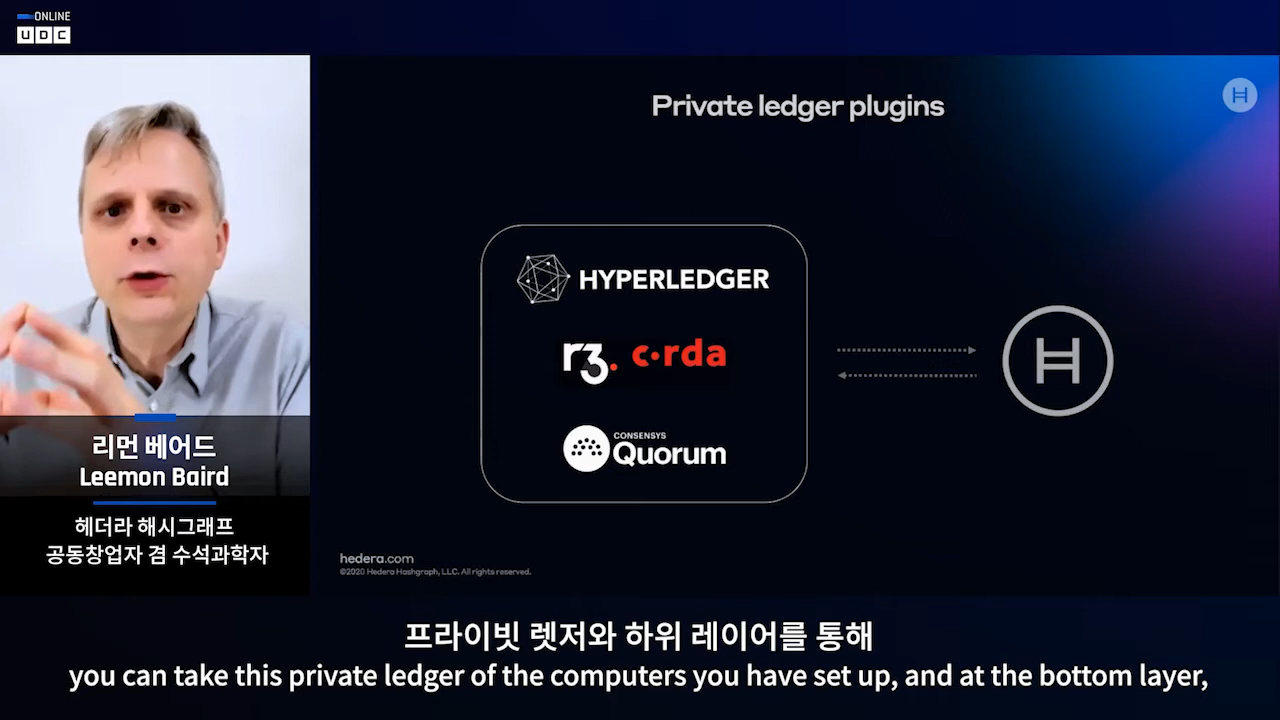 ONLINE
UDC
Private ledger plugins
HYPERLEDGER
r3. c·rda
CONSENSYS
Quorum
H
H
리먼 베어드
Leemon Baird
헤더라 해시그래프
공동창업자 겸 수석과학자
hedera.com
©2020 Hedera Hashgraph, LLC. All rights reserved.
프라이빗 렛저와 하위 레이어를 통해
you can take this private ledger of the computers you have set up, and at the bottom layer,